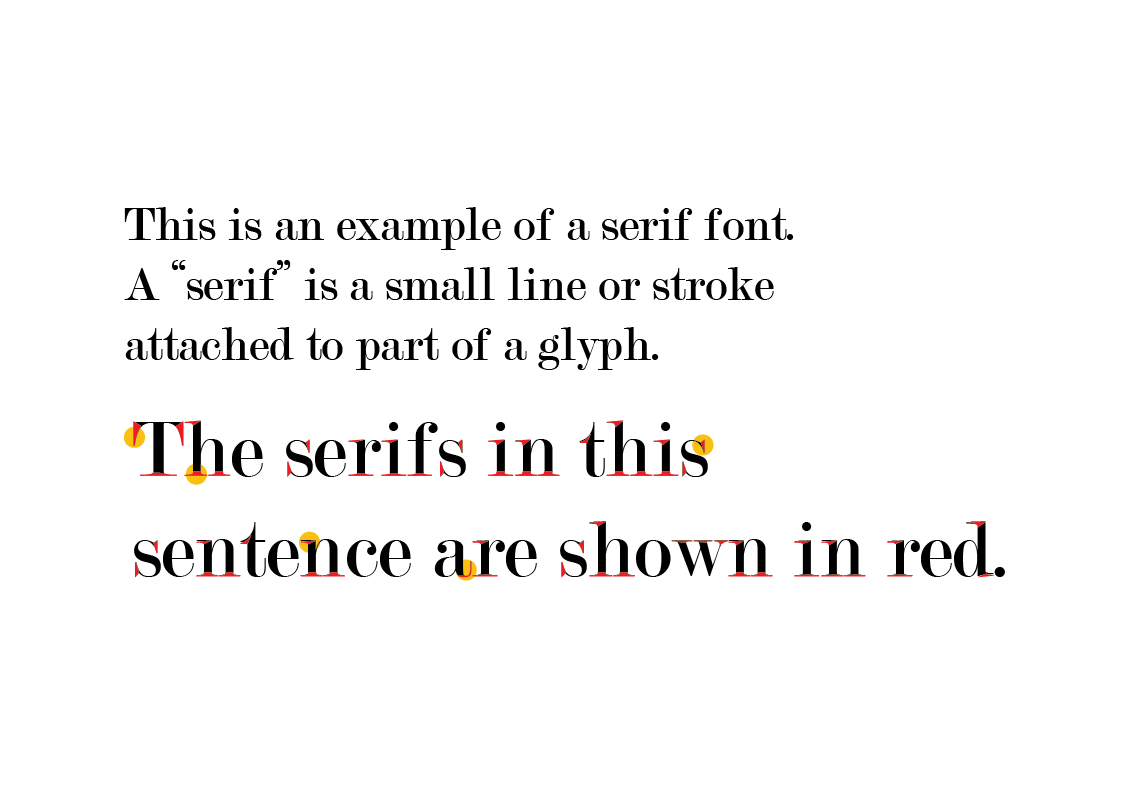 This is an example of a serif font.
A “serif” is a small line or stroke
attached to part of a glyph.
The serifs in this
sentence are shown in red.